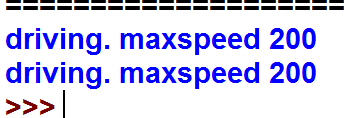 ====================
driving. maxspeed 200
driving. maxspeed 200
>>>